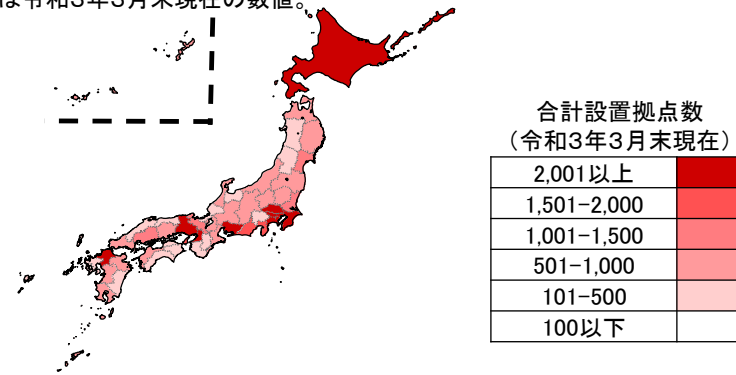 は令和3年3月末現在の数値。
合計設置拠点数
（令和3年3月末現在）
2,001以上
1,501-2,000
1,001-1,500
501-1,000
101-500
100以下